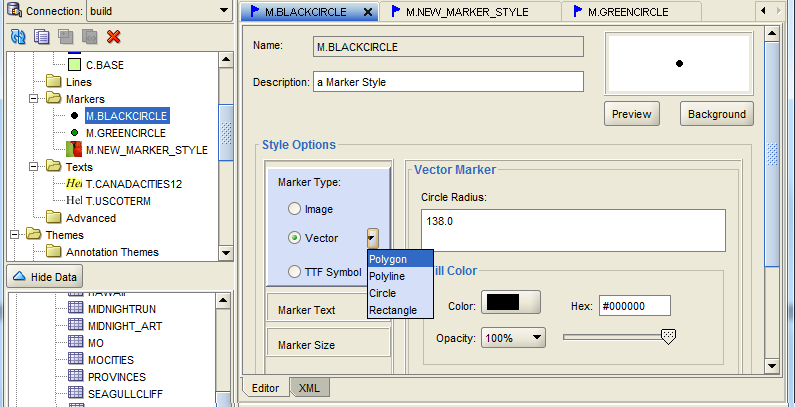 Connection: build
C.BASE
Lines
Markers
M.BLACKCIRCLE
M.GREENCIRCLE
M.NEW_MARKER_STYLE
Texts
Hel T.CANADACITIES12
Hel T.USCOTERM
Advanced
Themes
Annotation Themes
Hide Data
HAWAII
MIDNIGHTRUN
MIDNIGHT_ART
MO
MOCITIES
PROVINCES
SEAGULLCLIFF
M.BLACKCIRCLE M.NEW_MARKER_STYLE M.GREENCIRCLE
Name: M.BLACKCIRCLE
Description: a Marker Style
Preview Background
Style Options
Marker Type:
Image
Vector
TTF Symbol
Polygon
Polyline
Circle
Rectangle
Marker Text
Marker Size
Vector Marker
Circle Radius:
138.0
ill Color
Color: Hex: #000000
Opacity: 100%
Editor XML